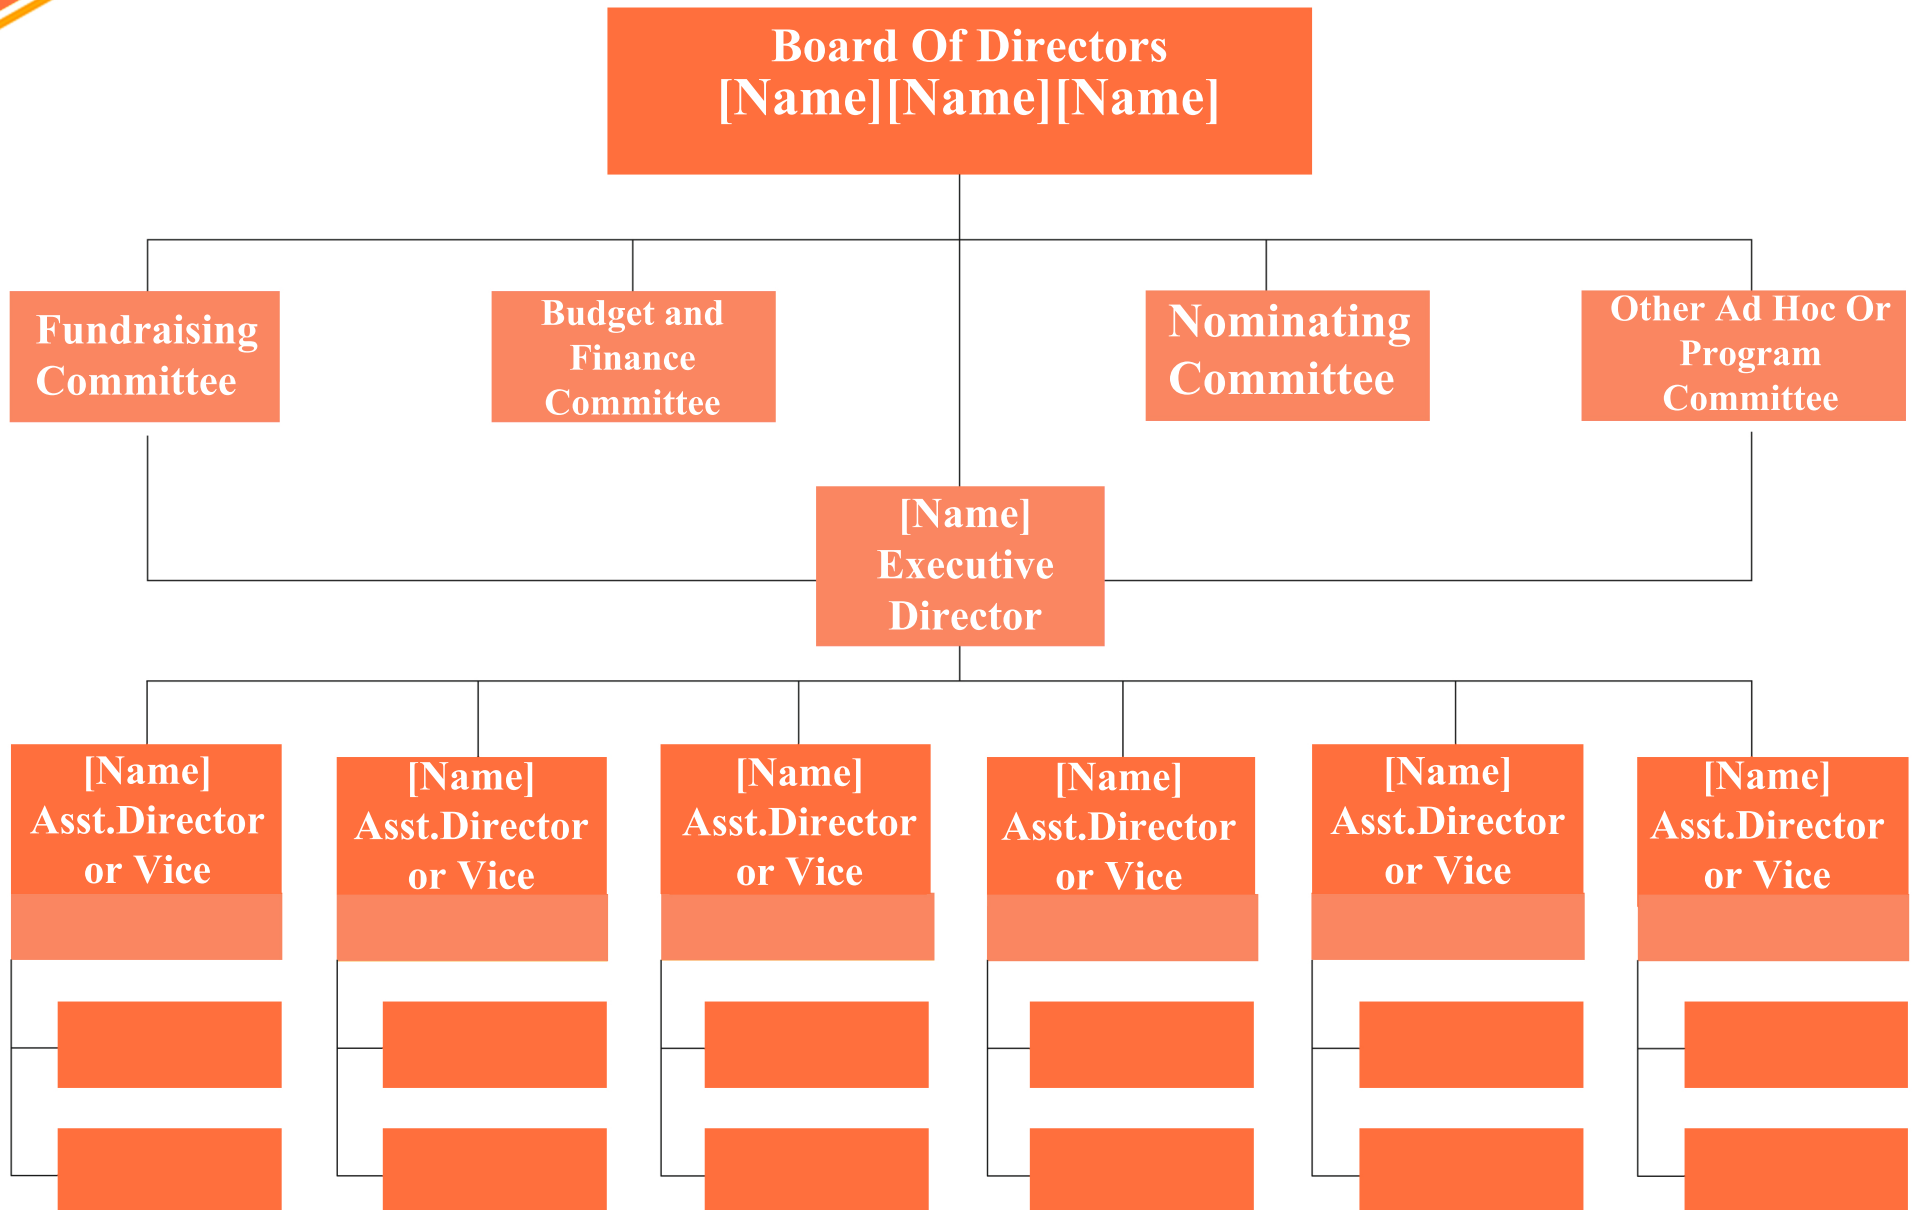 Board Of Directors
[Name][Name][Name]
Fundraising
Committee
Budget and
Finance
Committee
Nominating
Committee
Other Ad Hoc Or
Program
Committee
[Name]
Executive
Director
[Name]
Asst.Director
or Vice
[Name]
Asst.Director
or Vice
[Name]
Asst.Director
or Vice
[Name]
Asst.Director
or Vice
[Name]
Asst.Director
or Vice
[Name]
Asst.Director
or Vice